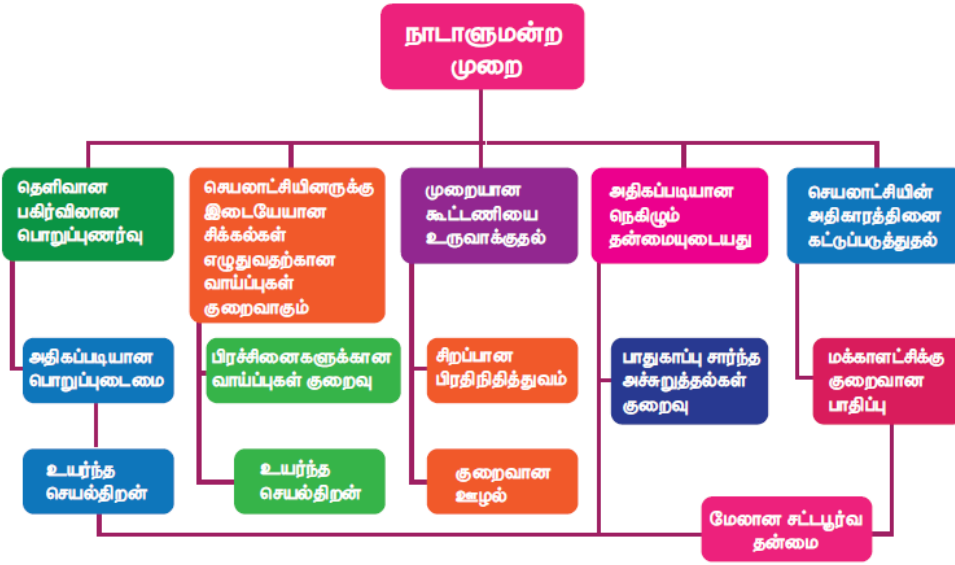 நாடாளுமன்ற
முறை
தெளிவான
பகிர்விலான
பொறுப்புணர்வு
செயலாட்சியினருக்கு
இடையேயான
சிக்கல்கள்
எழுதுவதற்கான
வாய்ப்புகள்
குறைவாகும்
முறையான
கூட்டணியை
உருவாக்குதல்
அதிகப்படியான
நெகிழும்
தன்மையுடையது
செயலாட்சியின்
அதிகாரத்தினை
கட்டுப்படுத்துதல்
அதிகப்படியான
பொறுப்புடைமை
பிரச்சினைகளுக்கான
வாய்ப்புகள் குறைவு
சிறப்பான
பிரதிநிதித்துவம்
பாதுகாப்பு சார்ந்த
அச்சுறுத்தல்கள்
குறைவு
மக்காளட்சிக்கு
குறைவான
பாதிப்பு
உயர்ந்த
செயல்திறன்
உயர்ந்த
செயல்திறன்
குறைவான
ஊழல்
மேலான சட்டபூர்வ
தன்மை